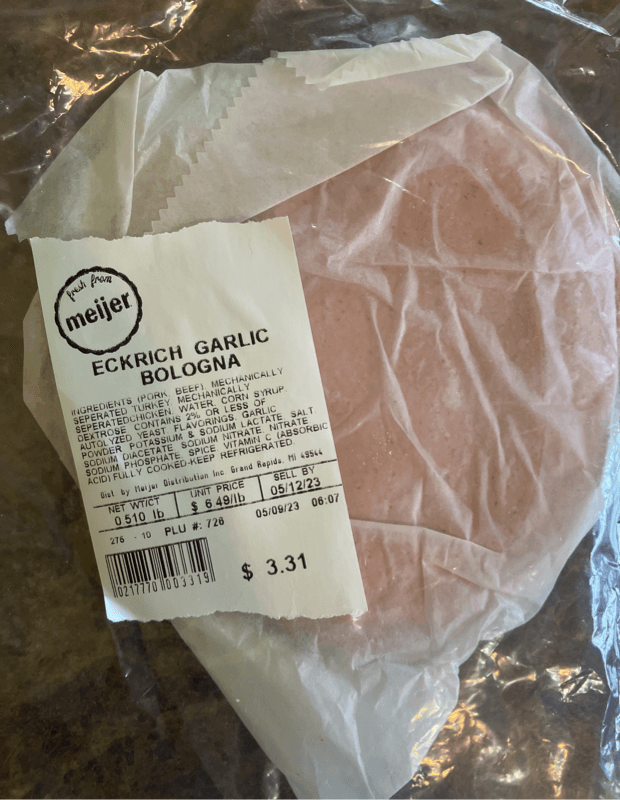 fresh from
meijer
ECKRICH GARLIC
BOLOGNA
INGREDIENTS (PORK BEEF). MECHANICALLY
SEPERATED TURKEY MECHANICALLY
SEPERATEDCHICKEN, WATER, CORN SYRUP,
DEXTROSE CONTAINS 2% OR LESS OF
AUTOLYZED YEAST FLAVORINGS, GARLIC
POWDER, POTASSIUM & SODIUM LACTATE, SALT
SODIUM DIACETATE, SODIUM NITRATE, NITRATE
SODIUM PHOSPHATE, SPICE VITAMIN C (ABSORBIC
ACID) FULLY COOKED-KEEP REFRIGERATED
Dist by Meijer Distribution Inc Grand Rapids, MI 49544
NET WT/CT UNIT PRICE SELL BY
0.510 lb $ 6.49/lb 05/12/23
276 - 10 PLU #: 726 05/09/23 06:07
0217770 003319
$ 3.31